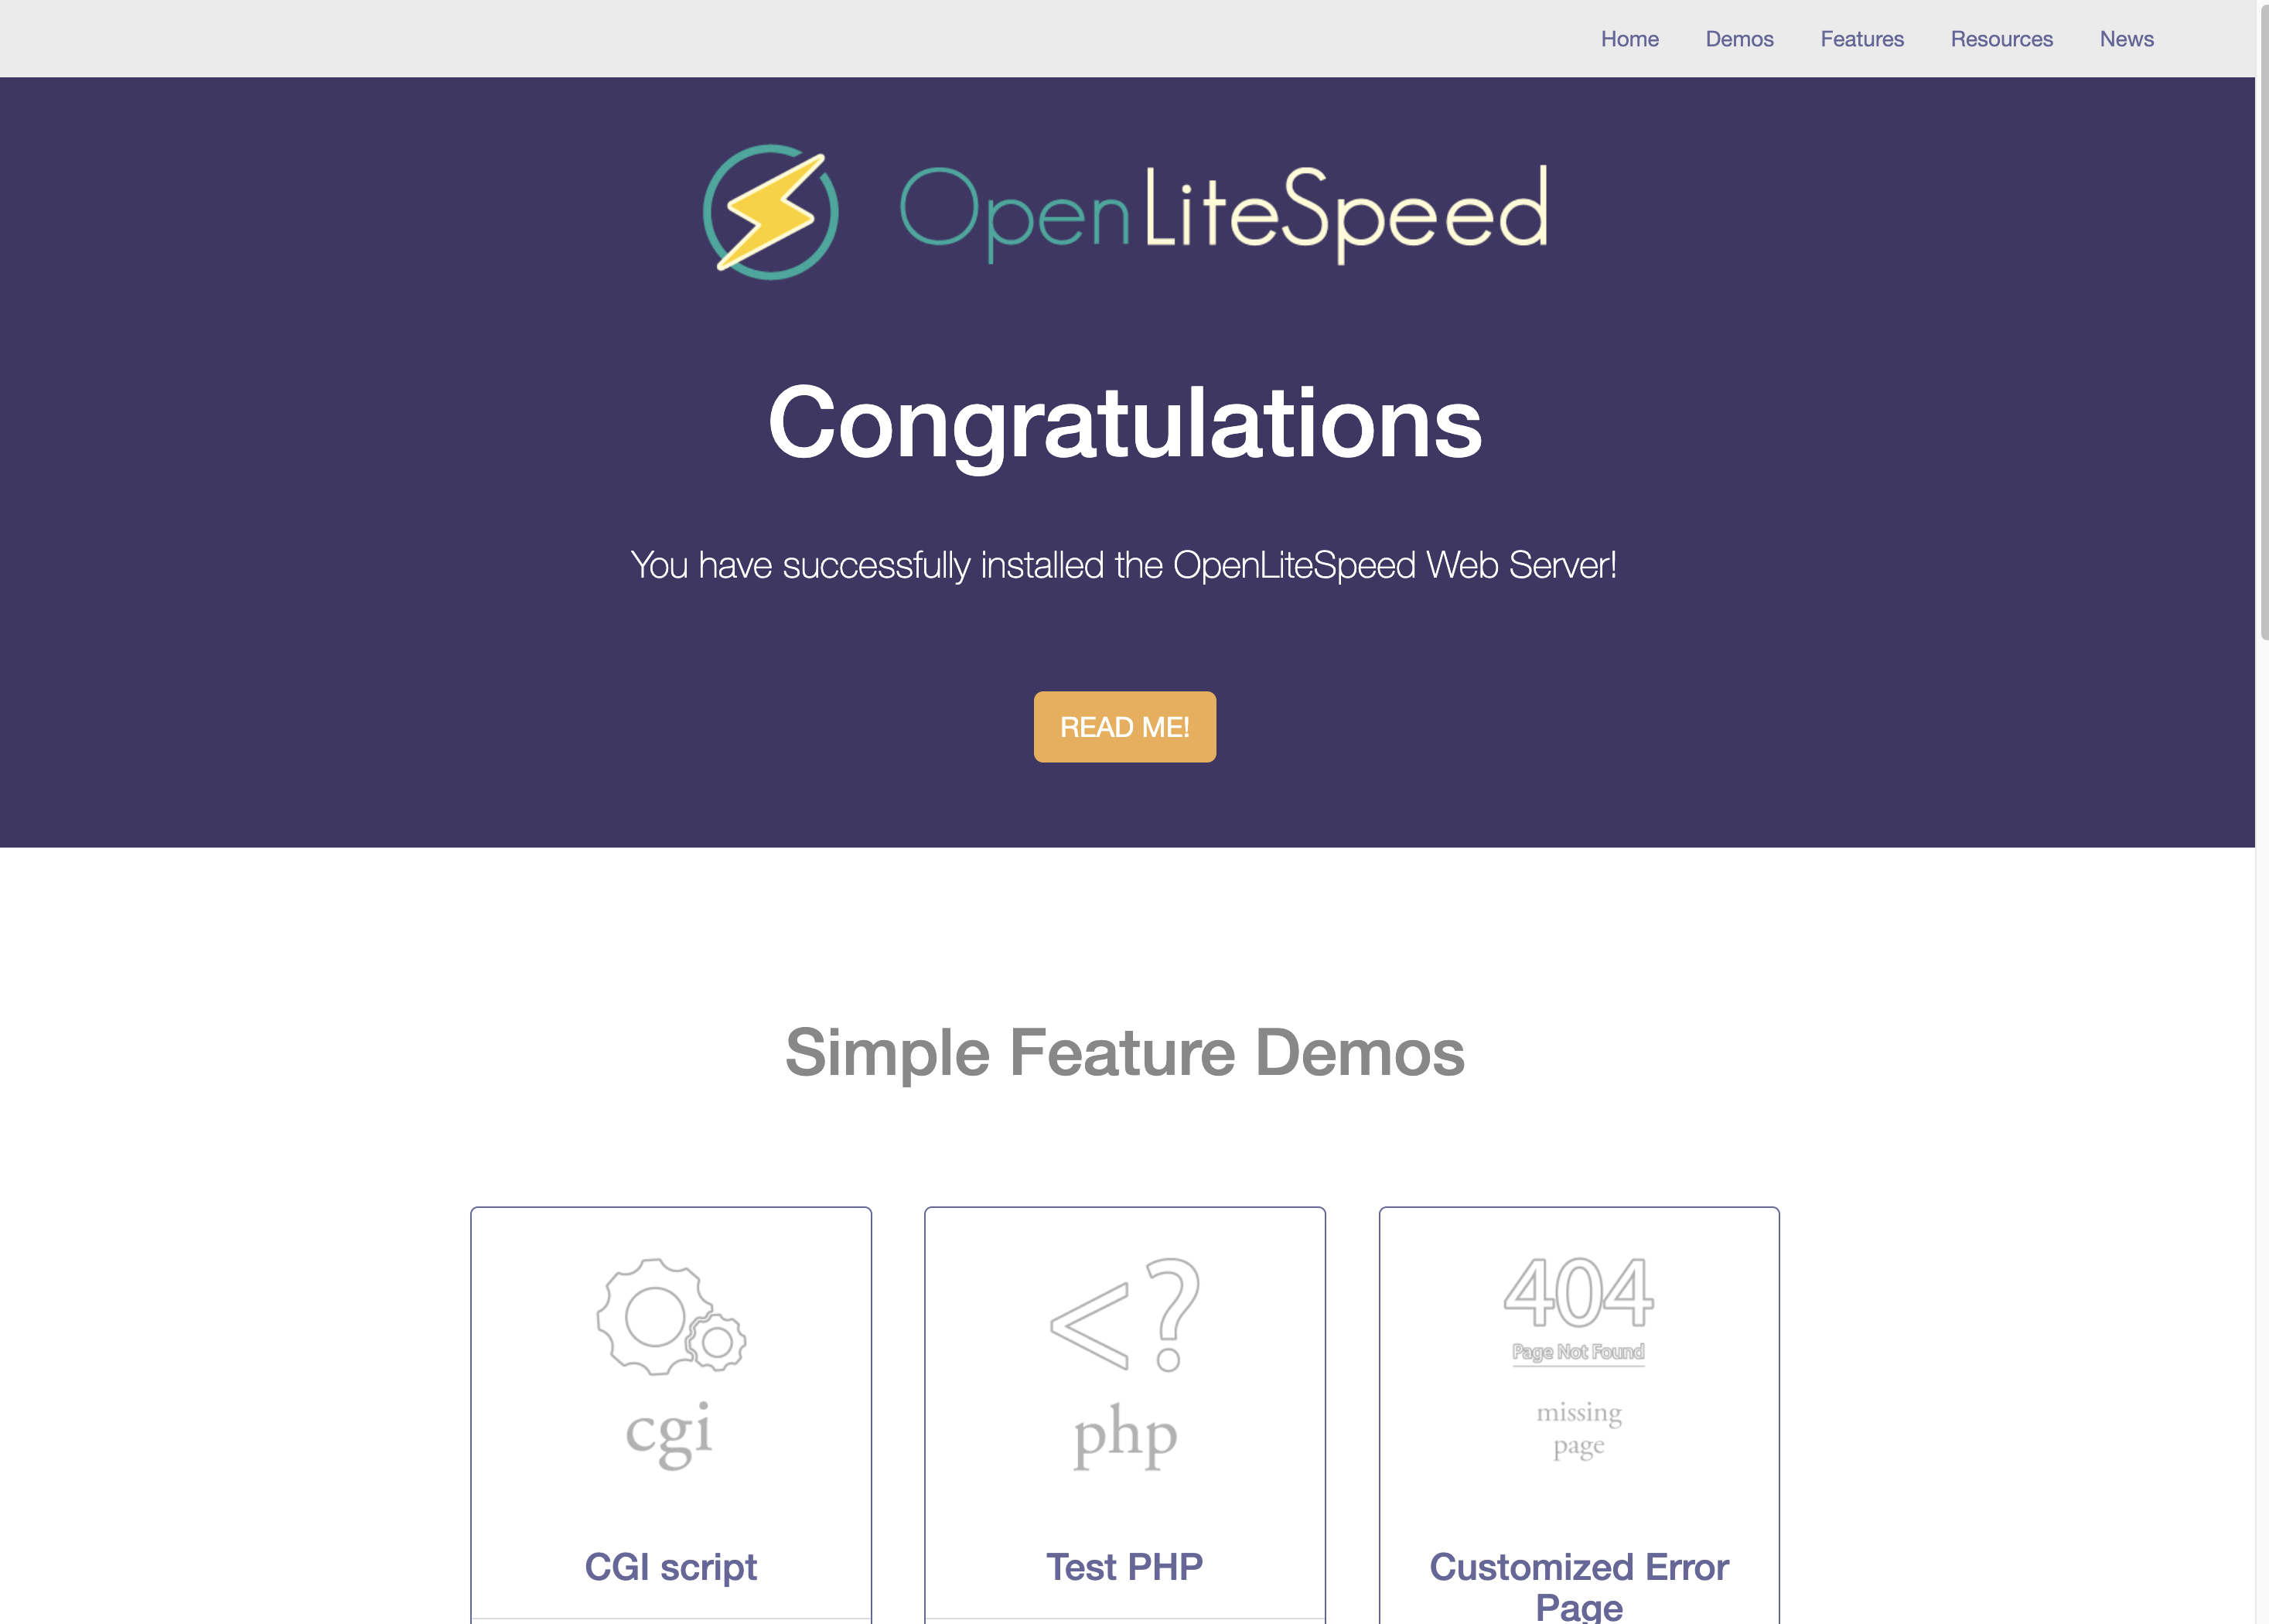 Home Demos Features Resources News
OpenLiteSpeed
Congratulations
You have successfully installed the OpenLiteSpeed Web Server!
READ ME!
Simple Feature Demos
cgi
CGI script
<?
php
Test PHP
404
Page Not Found
missing
page
Customized Error
Page